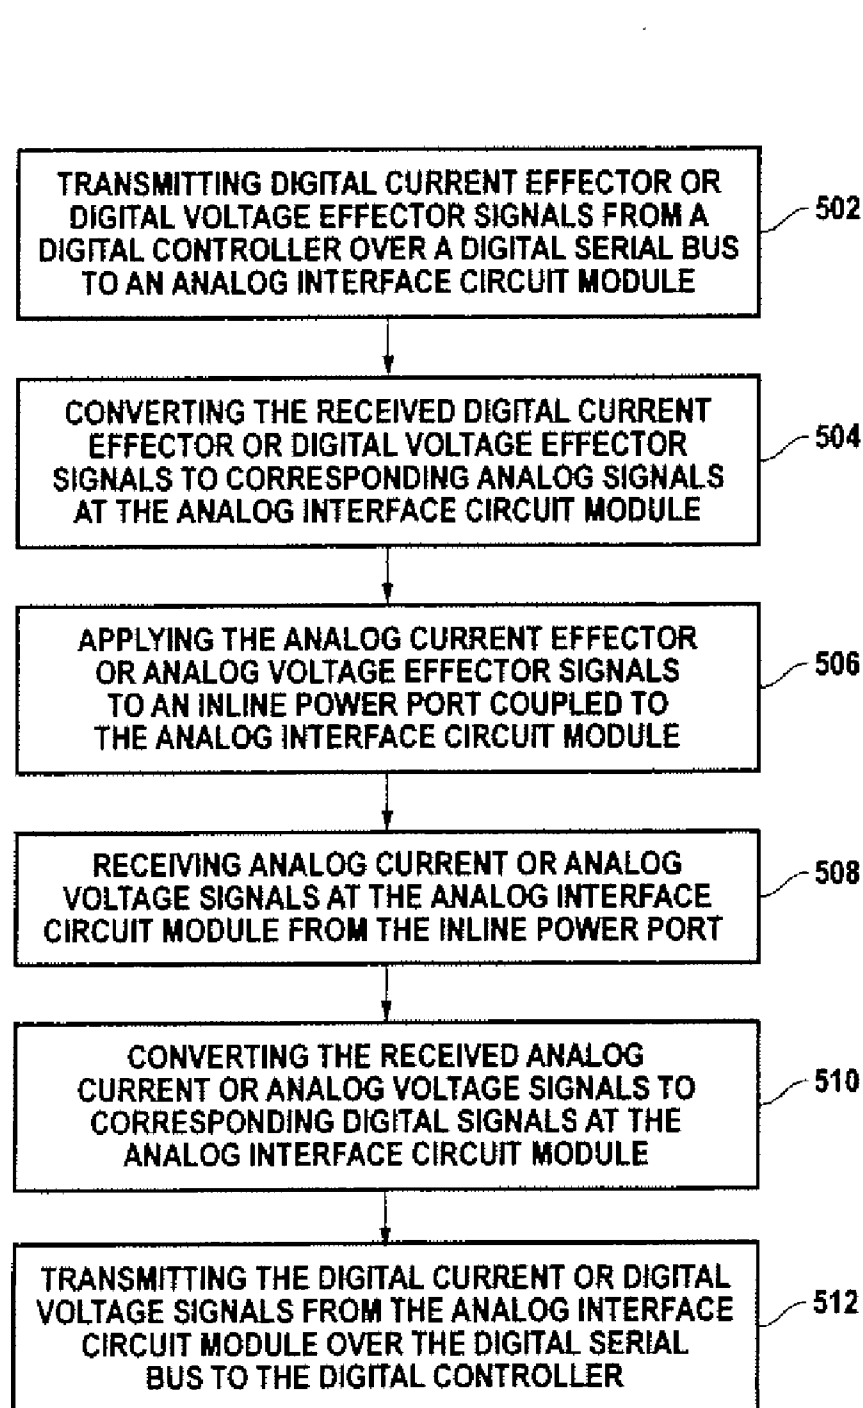 TRANSMITTING DIGITAL CURRENT EFFECTOR OR
DIGITAL VOLTAGE EFFECTOR SIGNALS FROM A
DIGITAL CONTROLLER OVER A DIGITAL SERIAL BUS
TO AN ANALOG INTERFACE CIRCUIT MODULE
502
CONVERTING THE RECEIVED DIGITAL CURRENT
EFFECTOR OR DIGITAL VOLTAGE EFFECTOR
SIGNALS TO CORRESPONDING ANALOG SIGNALS
AT THE ANALOG INTERFACE CIRCUIT MODULE
504
APPLYING THE ANALOG CURRENT EFFECTOR
OR ANALOG VOLTAGE EFFECTOR SIGNALS
TO AN INLINE POWER PORT COUPLED TO
THE ANALOG INTERFACE CIRCUIT MODULE
506
RECEIVING ANALOG CURRENT OR ANALOG
VOLTAGE SIGNALS AT THE ANALOG INTERFACE
CIRCUIT MODULE FROM THE INLINE POWER PORT
508
CONVERTING THE RECEIVED ANALOG
CURRENT OR ANALOG VOLTAGE SIGNALS TO
CORRESPONDING DIGITAL SIGNALS AT THE
ANALOG INTERFACE CIRCUIT MODULE
510
TRANSMITTING THE DIGITAL CURRENT OR DIGITAL
VOLTAGE SIGNALS FROM THE ANALOG INTERFACE
CIRCUIT MODULE OVER THE DIGITAL SERIAL
BUS TO THE DIGITAL CONTROLLER
512